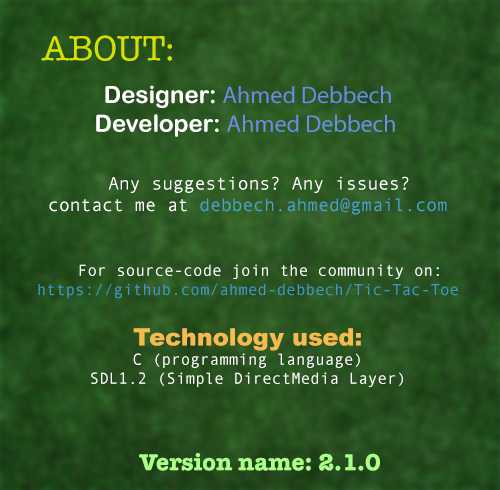 ABOUT:
Designer: Ahmed Debbech
Developer: Ahmed Debbech
Any suggestions? Any issues?
contact me at debbech.ahmed@gmail.com
For source-code join the community on:
https://github.com/ahmed-debbech/Tic-Tac-Toe
Technology used:
C (programming language)
SDL1.2 (Simple DirectMedia Layer)
Version name: 2.1.0